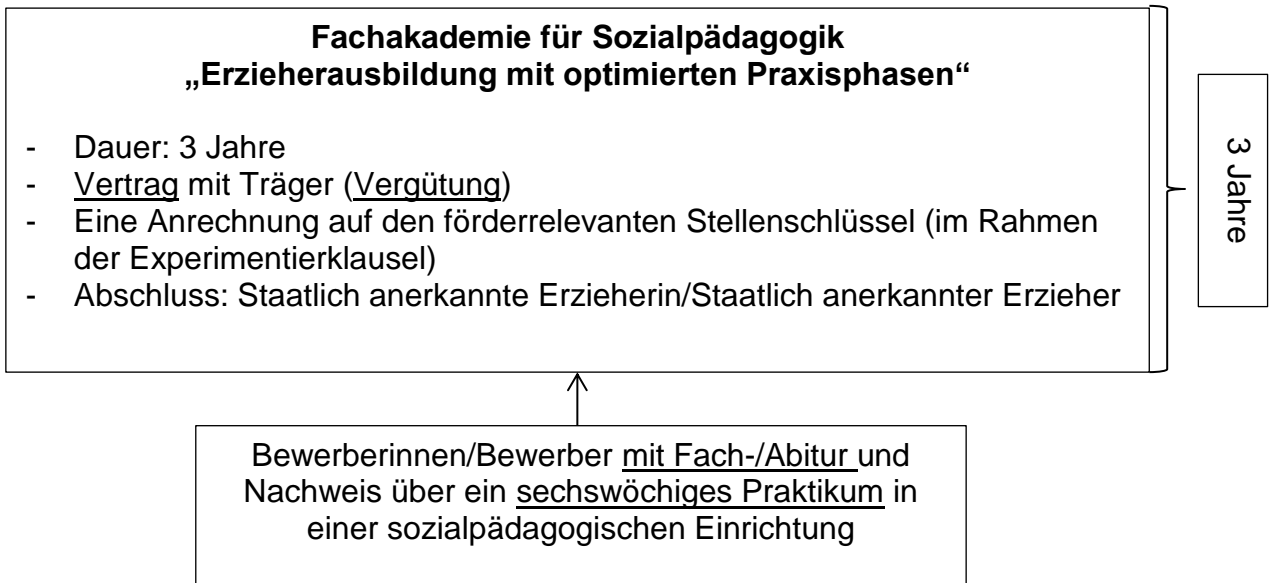 Fachakademie für Sozialpädagogik
„Erzieherausbildung mit optimierten Praxisphasen“
- Dauer: 3 Jahre
- Vertrag mit Träger (Vergütung)
- Eine Anrechnung auf den förderrelevanten Stellenschlüssel (im Rahmen
der Experimentierklausel)
- Abschluss: Staatlich anerkannte Erzieherin/Staatlich anerkannter Erzieher
3 Jahre
Bewerberinnen/Bewerber mit Fach-/Abitur und
Nachweis über ein sechswöchiges Praktikum in
einer sozialpädagogischen Einrichtung